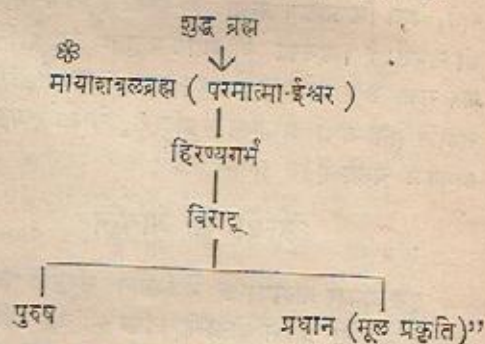 शुद्ध ब्रह्म
मायाशबलब्रह्म ( परमात्मा-ईश्वर )
हिरण्यगर्भ
विराट्
पुरुष प्रधान (मूल प्रकृति)”